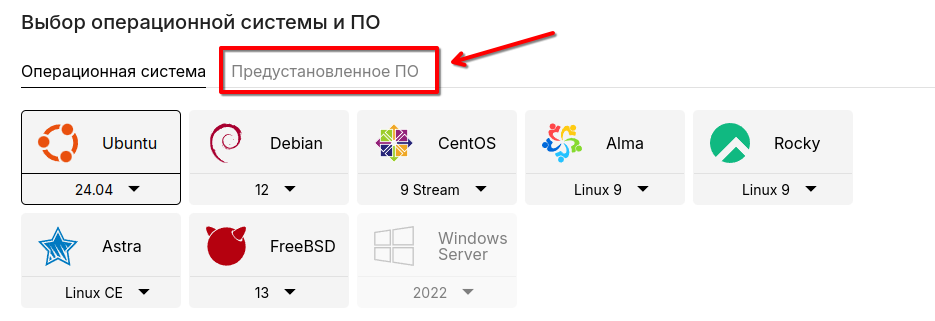 Выбор операционной системы и ПО
Операционная система
Предустановленное ПО
Ubuntu
Debian
CentOS
Alma
Rocky
24.04
12
9 Stream
Linux 9
Linux 9
Astra
FreeBSD
Windows
Server
Linux CE
13
2022